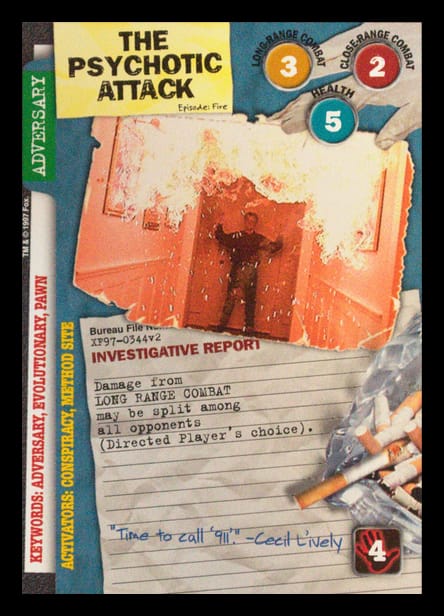 THE
PSYCHOTIC
ATTACK
Episode: Fire
LONG-RANGE COMBAT
3
CLOSE-RANGE COMBAT
2
HEALTH
5
ADVERSARY
TM & © 1997 Fox.
KEYWORDS: ADVERSARY, EVOLUTIONARY, PAWN
ACTIVATORS: CONSPIRACY, METHOD SITE
Bureau File
XF97-0344v2
INVESTIGATIVE REPORT
Damage from
LONG RANGE COMBAT
may be split among
all opponents
(Directed Player's choice).
"Time to call '911'." -Cecil L'ively
4